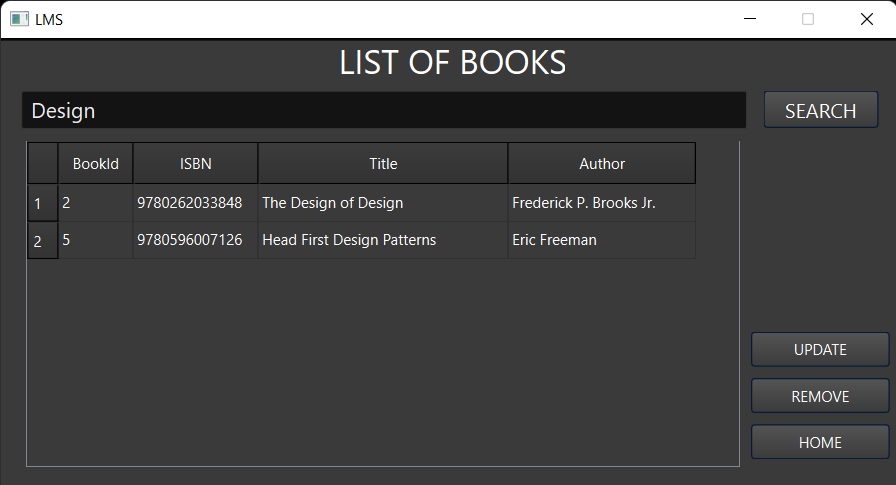 LMS
LIST OF BOOKS
Design
SEARCH
BookId ISBN Title Author
1 2 9780262033848 The Design of Design Frederick P. Brooks Jr.
2 5 9780596007126 Head First Design Patterns Eric Freeman
UPDATE
REMOVE
HOME